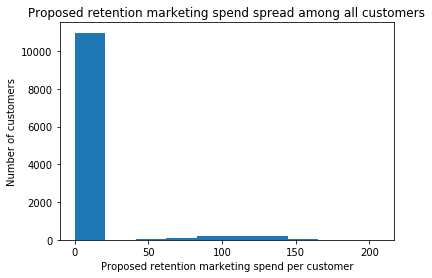 Proposed retention marketing spend spread among all customers
10000
8000
6000
4000
2000
0
Number of customers
0 50 100 150 200
Proposed retention marketing spend per customer